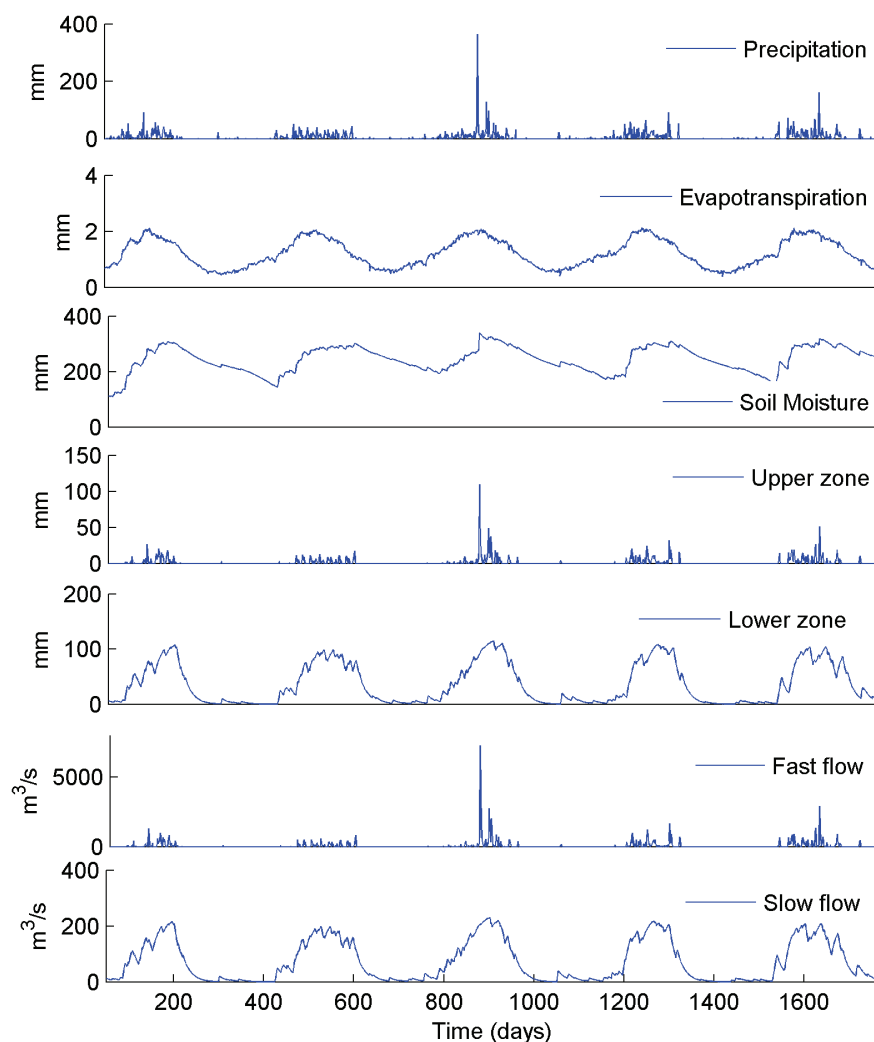 400
200
0
mm
Precipitation
4
2
0
mm
Evapotranspiration
400
200
0
mm
Soil Moisture
150
100
50
0
mm
Upper zone
200
100
0
mm
Lower zone
5000
0
m³/s
Fast flow
400
200
0
m³/s
Slow flow
200 400 600 800 1000 1200 1400 1600
Time (days)